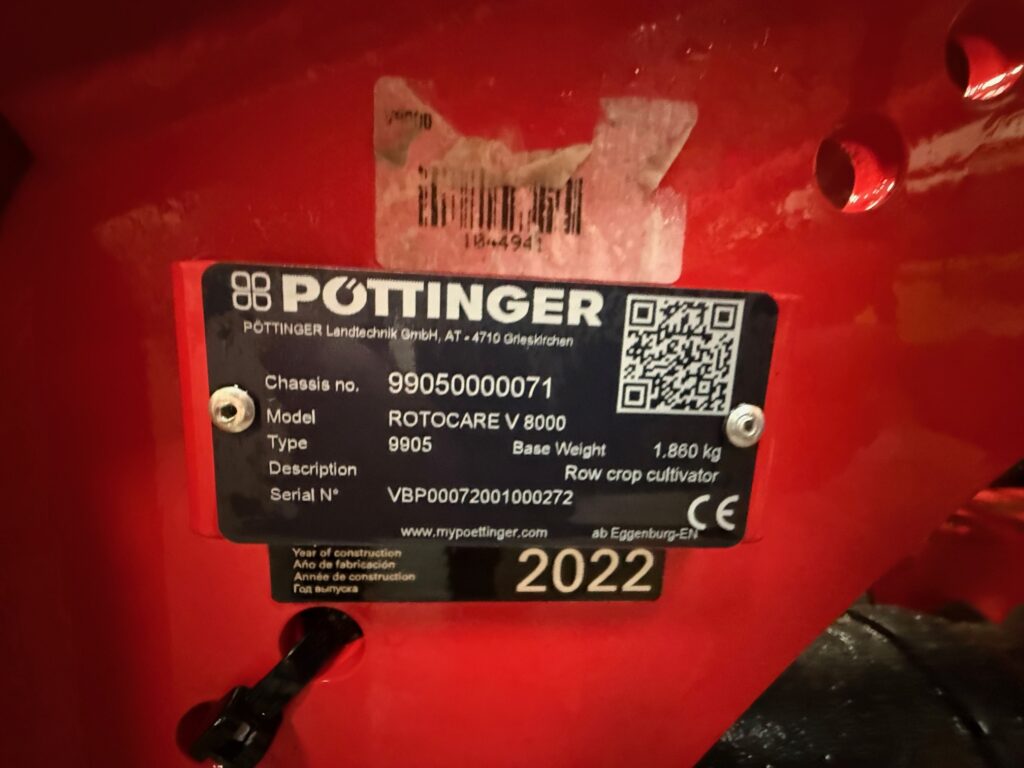 1044941
PÖTTINGER
PÖTTINGER Landtechnik GmbH, AT - 4710 Grieskirchen
Chassis no. 99050000071
Model ROTOCARE V 8000
Type 9905 Base Weight 1.860 kg
Description Row crop cultivator
Serial N° VBP00072001000272
CE
www.mypoettinger.com ab Eggenburg-EN
Year of construction
Año de fabricación
Année de construction
Год выпуска
2022